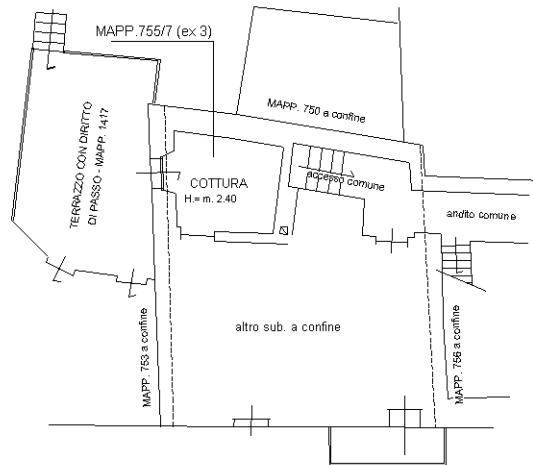 MAPP.755/7 (ex 3)
MAPP. 750 a confine
TERRAZZO CON DIRITTO
DI PASSO - MAPP. 1417
COTTURA
H.= m. 2.40
accesso comune
andito comune
altro sub. a confine
MAPP. 753 a confine
MAPP. 756 a confine